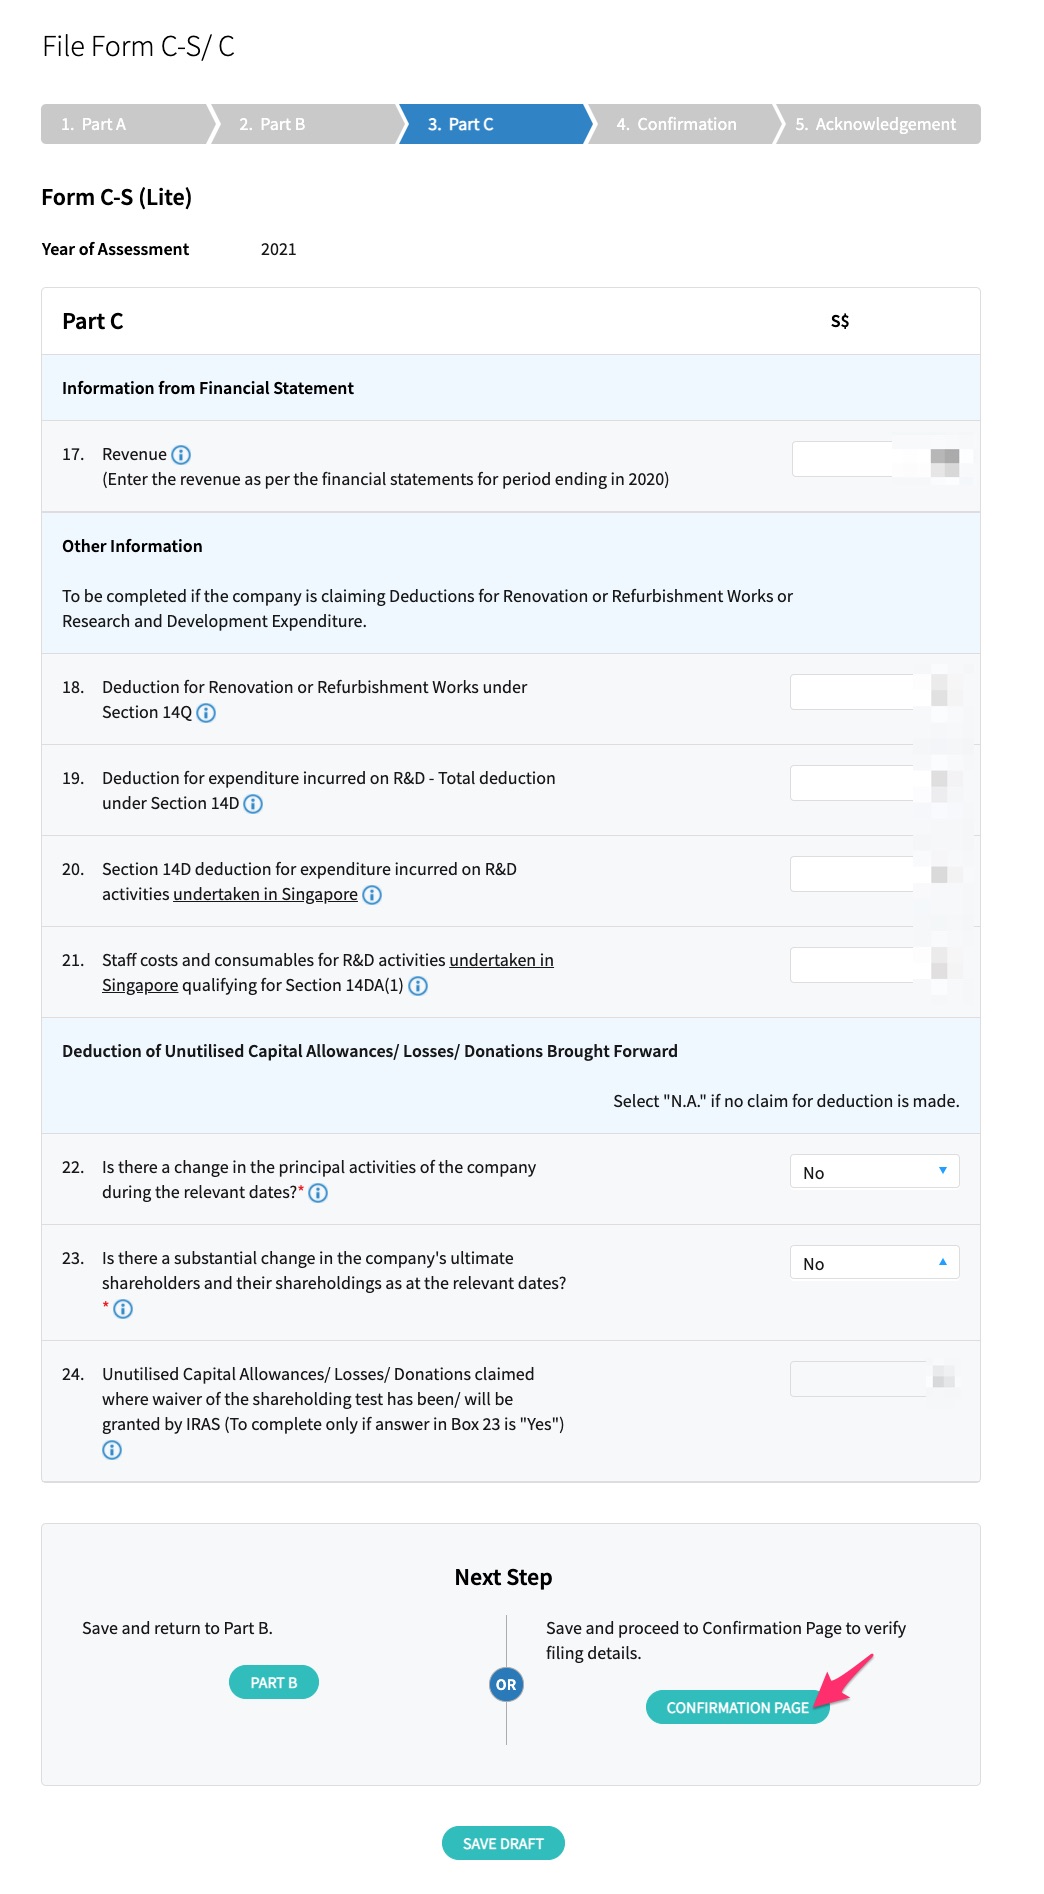 File Form C-S/ C
1. Part A
2. Part B
3. Part C
4. Confirmation
5. Acknowledgement
Form C-S (Lite)
Year of Assessment 2021
Part C S$
Information from Financial Statement
17. Revenue
(Enter the revenue as per the financial statements for period ending in 2020)
Other Information
To be completed if the company is claiming Deductions for Renovation or Refurbishment Works or
Research and Development Expenditure.
18. Deduction for Renovation or Refurbishment Works under
Section 14Q
19. Deduction for expenditure incurred on R&D - Total deduction
under Section 14D
20. Section 14D deduction for expenditure incurred on R&D
activities undertaken in Singapore
21. Staff costs and consumables for R&D activities undertaken in
Singapore qualifying for Section 14DA(1)
Deduction of Unutilised Capital Allowances/ Losses/ Donations Brought Forward
Select "N.A." if no claim for deduction is made.
22. Is there a change in the principal activities of the company
during the relevant dates?*
No
23. Is there a substantial change in the company's ultimate
shareholders and their shareholdings as at the relevant dates?
*
No
24. Unutilised Capital Allowances/ Losses/ Donations claimed
where waiver of the shareholding test has been/ will be
granted by IRAS (To complete only if answer in Box 23 is "Yes")
Next Step
Save and return to Part B.
PART B
OR
Save and proceed to Confirmation Page to verify
filing details.
CONFIRMATION PAGE
SAVE DRAFT